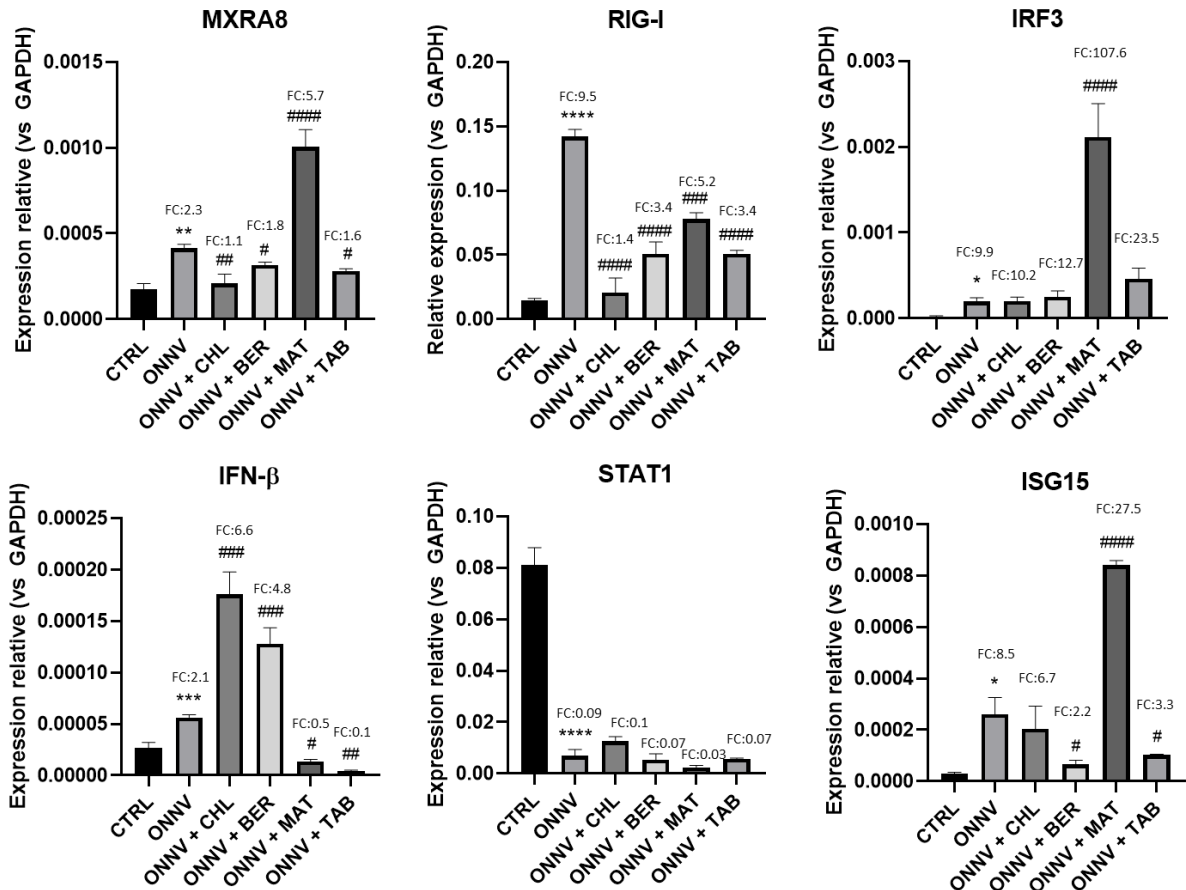 MXRA8
Expression relative (vs GAPDH)
0.0015
0.0010
0.0005
0.0000
FC:2.3
**
FC:1.1
##
FC:1.8
#
FC:5.7
####
FC:1.6
#
CTRL
ONNV
ONNV + CHL
ONNV + BER
ONNV + MAT
ONNV + TAB
RIG-I
Relative expression (vs GAPDH)
0.20
0.15
0.10
0.05
0.00
FC:9.5
****
FC:1.4
####
FC:3.4
####
FC:5.2
###
FC:3.4
####
CTRL
ONNV
ONNV + CHL
ONNV + BER
ONNV + MAT
ONNV + TAB
IRF3
Expression relative (vs GAPDH)
0.003
0.002
0.001
0.000
FC:9.9
*
FC:10.2
FC:12.7
FC:107.6
####
FC:23.5
CTRL
ONNV
ONNV + CHL
ONNV + BER
ONNV + MAT
ONNV + TAB
IFN-β
Expression relative (vs GAPDH)
0.00025
0.00020
0.00015
0.00010
0.00005
0.00000
FC:2.1
***
FC:6.6
###
FC:4.8
###
FC:0.5
#
FC:0.1
##
CTRL
ONNV
ONNV + CHL
ONNV + BER
ONNV + MAT
ONNV + TAB
STAT1
Expression relative (vs GAPDH)
0.10
0.08
0.06
0.04
0.02
0.00
FC:0.09
****
FC:0.1
FC:0.07
FC:0.03
FC:0.07
CTRL
ONNV
ONNV + CHL
ONNV + BER
ONNV + MAT
ONNV + TAB
ISG15
Expression relative (vs GAPDH)
0.0010
0.0008
0.0006
0.0004
0.0002
0.0000
FC:8.5
*
FC:6.7
FC:2.2
#
FC:27.5
####
FC:3.3
#
CTRL
ONNV
ONNV + CHL
ONNV + BER
ONNV + MAT
ONNV + TAB